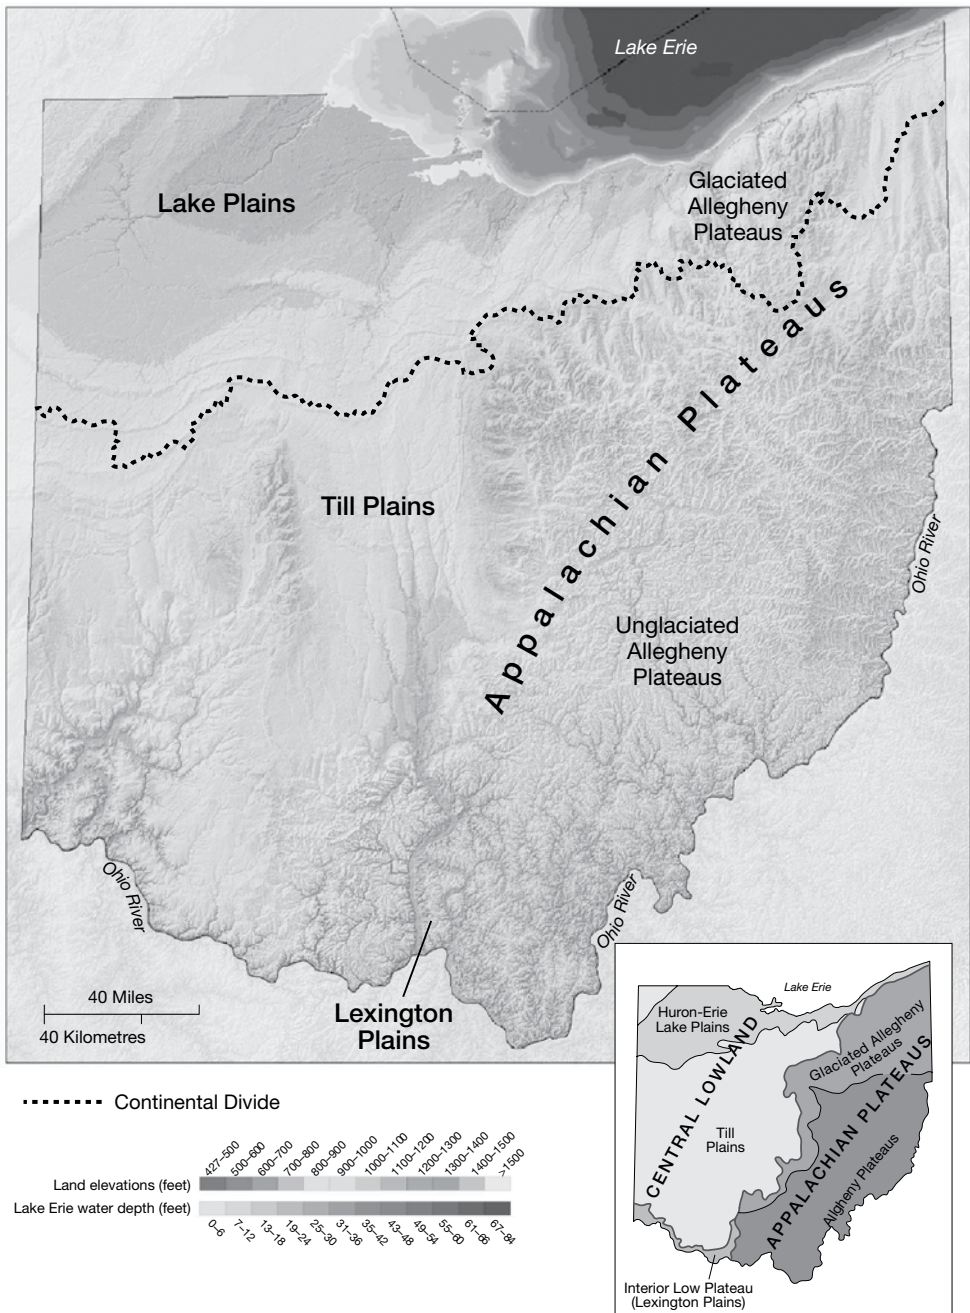 Lake Erie
Lake Plains
Glaciated
Allegheny
Plateaus
Appalachian Plateaus
Till Plains
Ohio River
Unglaciated
Allegheny
Plateaus
Ohio River
Ohio River
Lexington
Plains
40 Miles
40 Kilometres
Continental Divide
427–500
500–600
600–700
700–800
800–900
900–1000
1000–1100
1100–1200
1200–1300
1300–1400
1400–1500
>1500
Land elevations (feet)
Lake Erie water depth (feet)
0–6
7–12
13–18
19–24
25–30
31–36
35–42
43–48
49–54
55–60
61–66
67–84
Lake Erie
Huron-Erie
Lake Plains
CENTRAL LOWLAND
Glaciated Allegheny
Plateaus
APPALACHIAN PLATEAUS
Till
Plains
Allgheny Plateaus
Interior Low Plateau
(Lexington Plains)